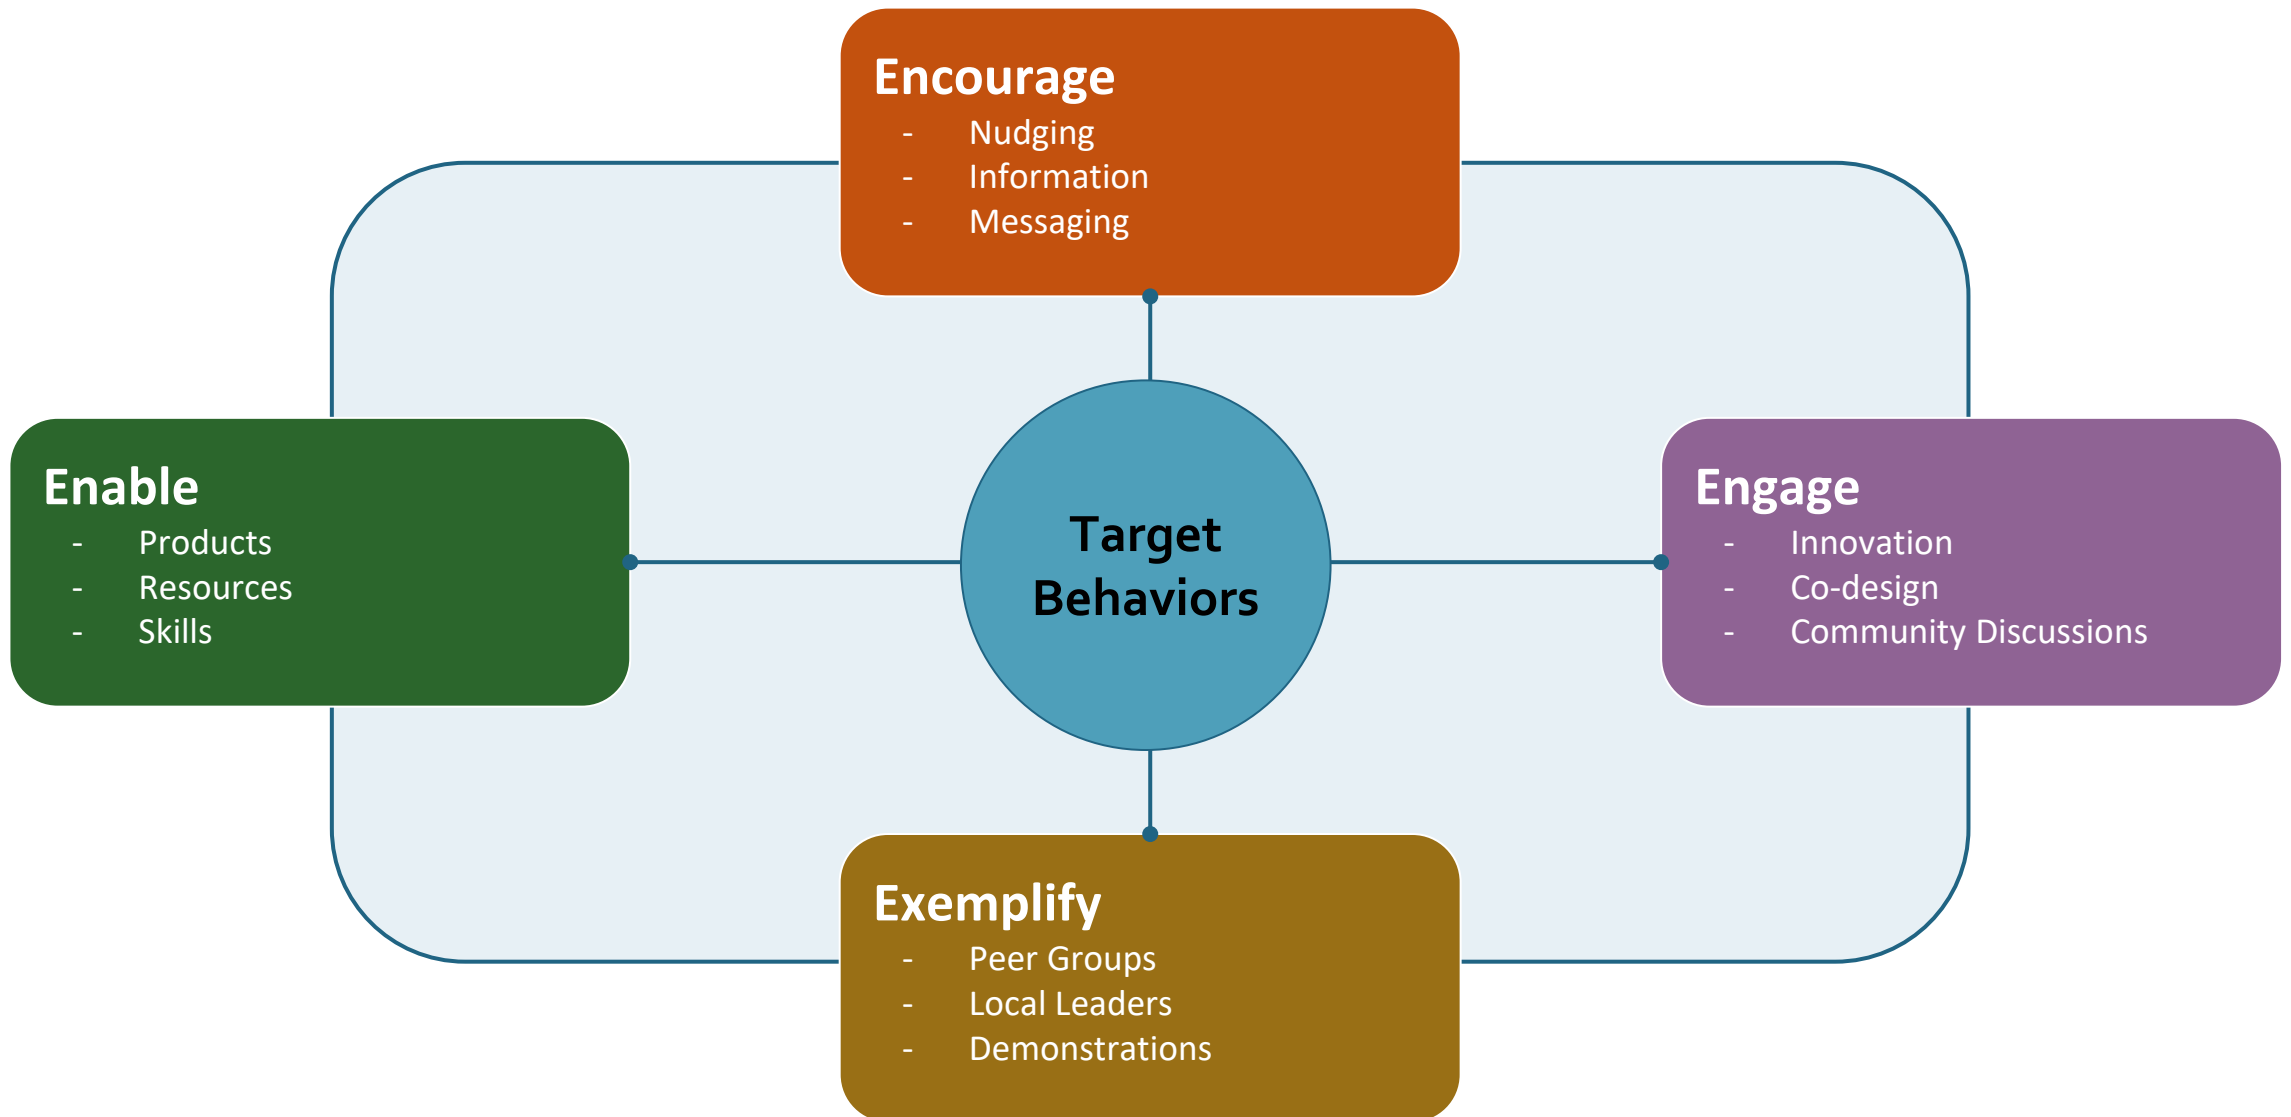 Encourage
- Nudging
- Information
- Messaging
Enable
- Products
- Resources
- Skills
Target
Behaviors
Engage
- Innovation
- Co-design
- Community Discussions
Exemplify
- Peer Groups
- Local Leaders
- Demonstrations